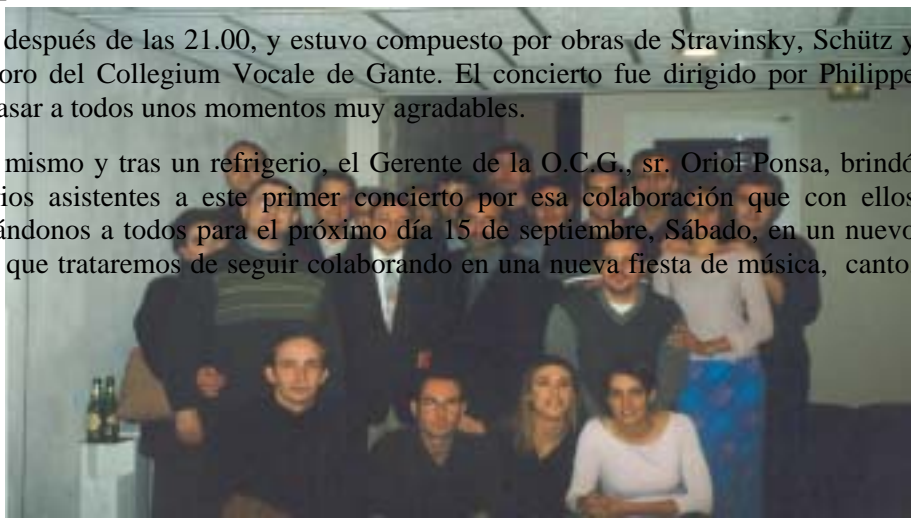 después de las 21.00, y estuvo compuesto por obras de Stravinsky, Schütz y
oro del Collegium Vocale de Gante. El concierto fue dirigido por Philippe
asar a todos unos momentos muy agradables.
mismo y tras un refrigerio, el Gerente de la O.C.G., sr. Oriol Ponsa, brindó
ios asistentes a este primer concierto por esa colaboración que con ellos
ándonos a todos para el próximo día 15 de septiembre, Sábado, en un nuevo
que trataremos de seguir colaborando en una nueva fiesta de música, canto